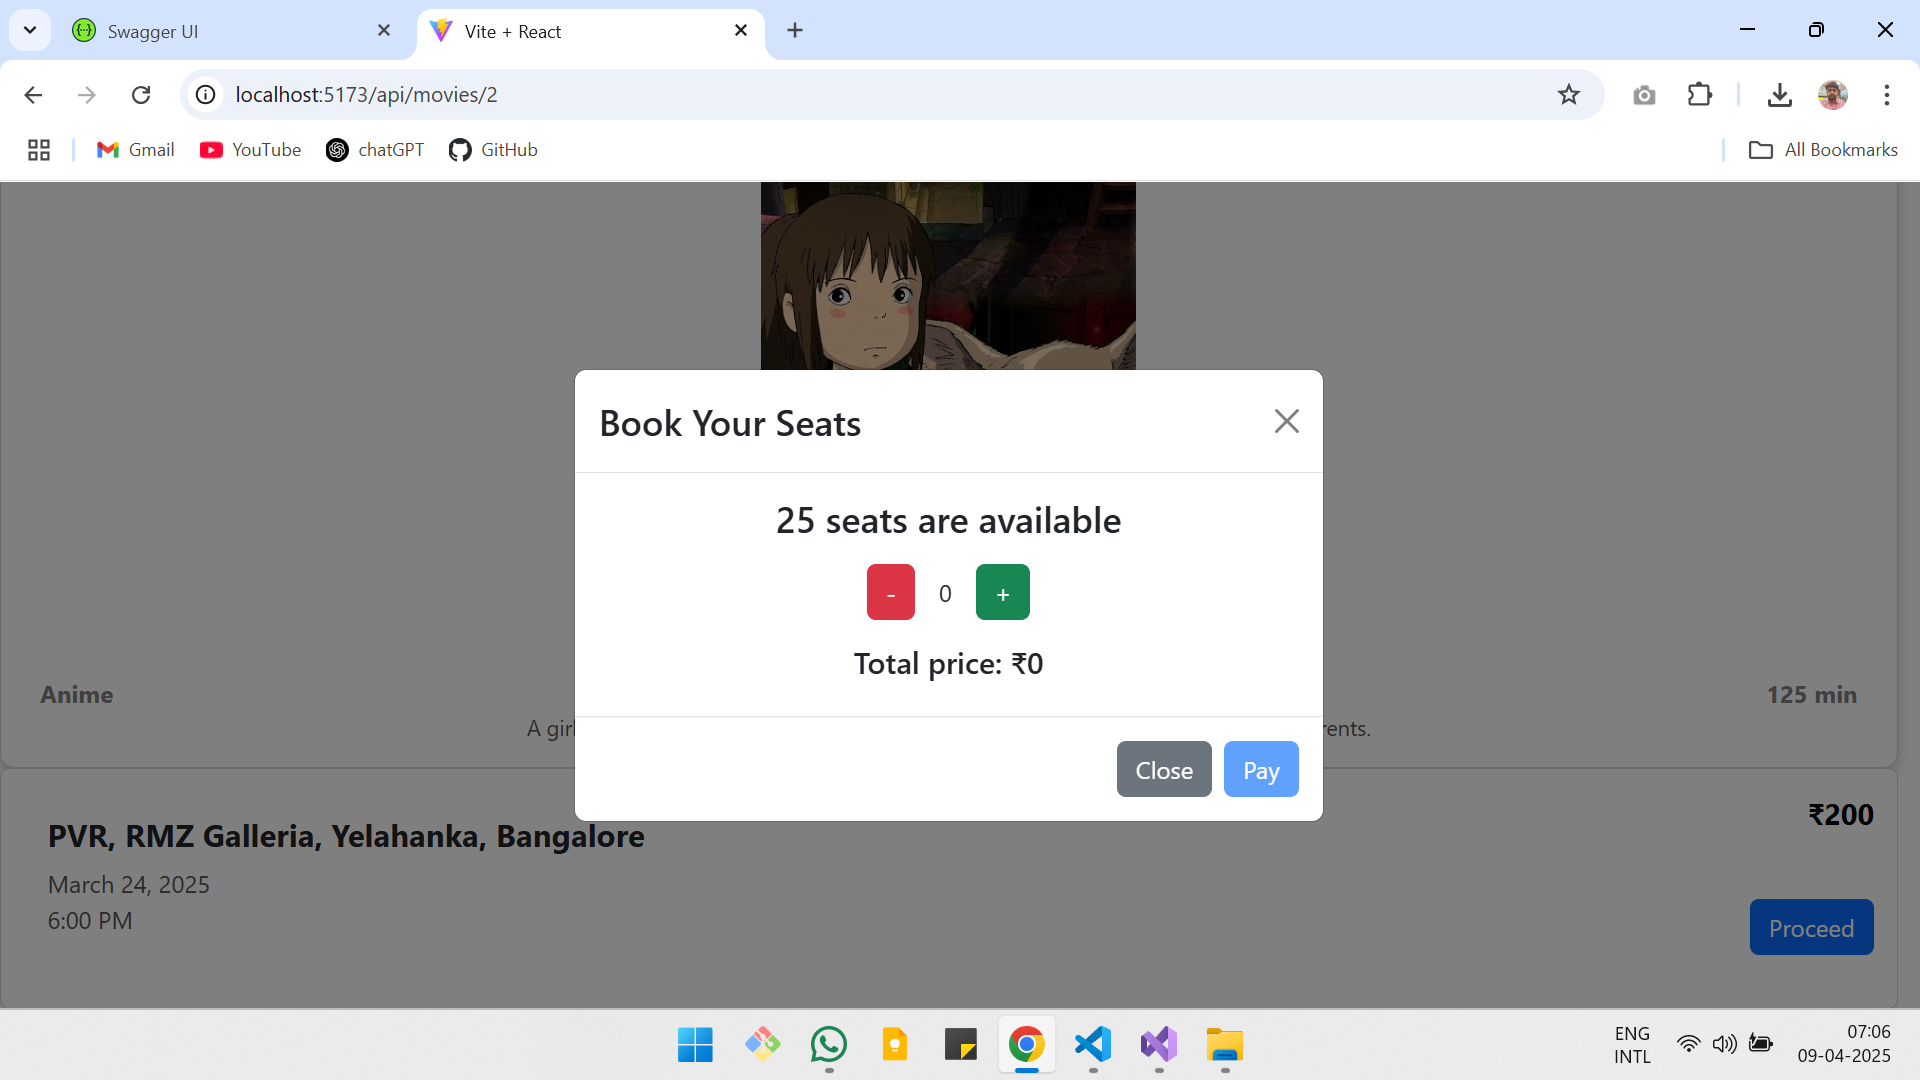 Swagger UI
Vite + React
localhost:5173/api/movies/2
Gmail
YouTube
chatGPT
GitHub
All Bookmarks
Book Your Seats
25 seats are available
- 0 +
Total price: ₹0
Close Pay
Anime
125 min
A girl
rents.
PVR, RMZ Galleria, Yelahanka, Bangalore
₹200
March 24, 2025
6:00 PM
Proceed
ENG
INTL
07:06
09-04-2025